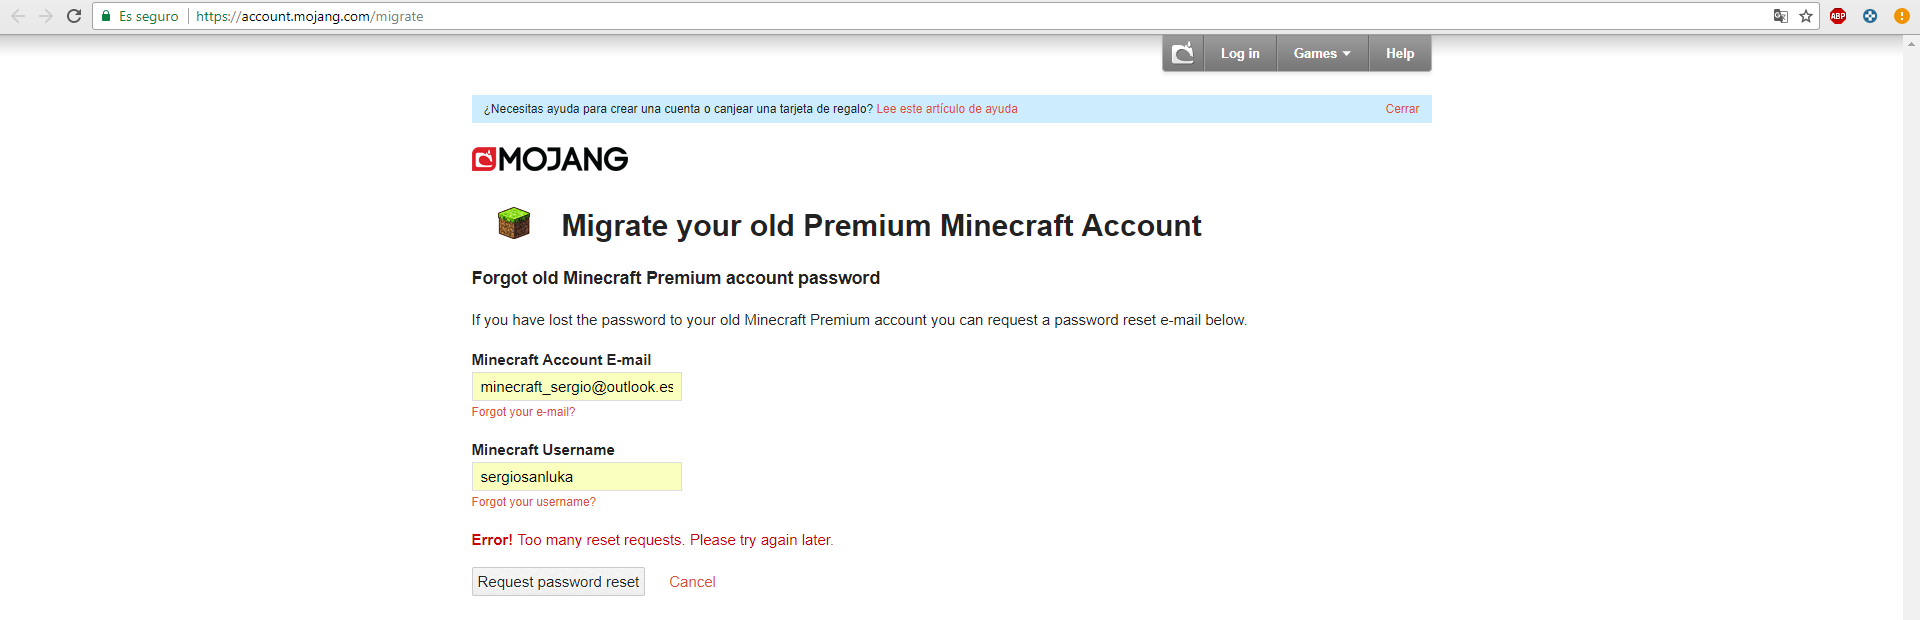 Es seguro https://account.mojang.com/migrate
ABP
Log in Games Help
¿Necesitas ayuda para crear una cuenta o canjear una tarjeta de regalo? Lee este artículo de ayuda Cerrar
MOJANG
Migrate your old Premium Minecraft Account
Forgot old Minecraft Premium account password
If you have lost the password to your old Minecraft Premium account you can request a password reset e-mail below.
Minecraft Account E-mail
minecraft_sergio@outlook.es
Forgot your e-mail?
Minecraft Username
sergiosanluka
Forgot your username?
Error! Too many reset requests. Please try again later.
Request password reset Cancel